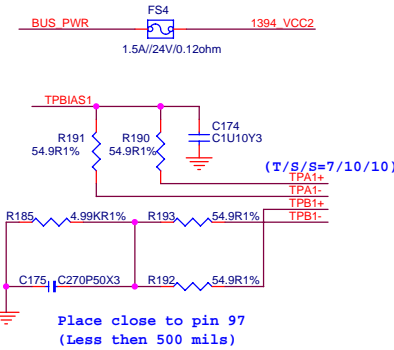 FS4
BUS_PWR
1394_VCC2
1.5A//24V/0.12ohm
TPBIAS1
C174
C1U10Y3
R191
54.9R1%
R190
54.9R1%
(T/S/S=7/10/10)
TPA1+
TPA1-
TPB1+
TPB1-
R185
4.99KR1%
R193
54.9R1%
C175
C270P50X3
R192
54.9R1%
Place close to pin 97
(Less then 500 mils)